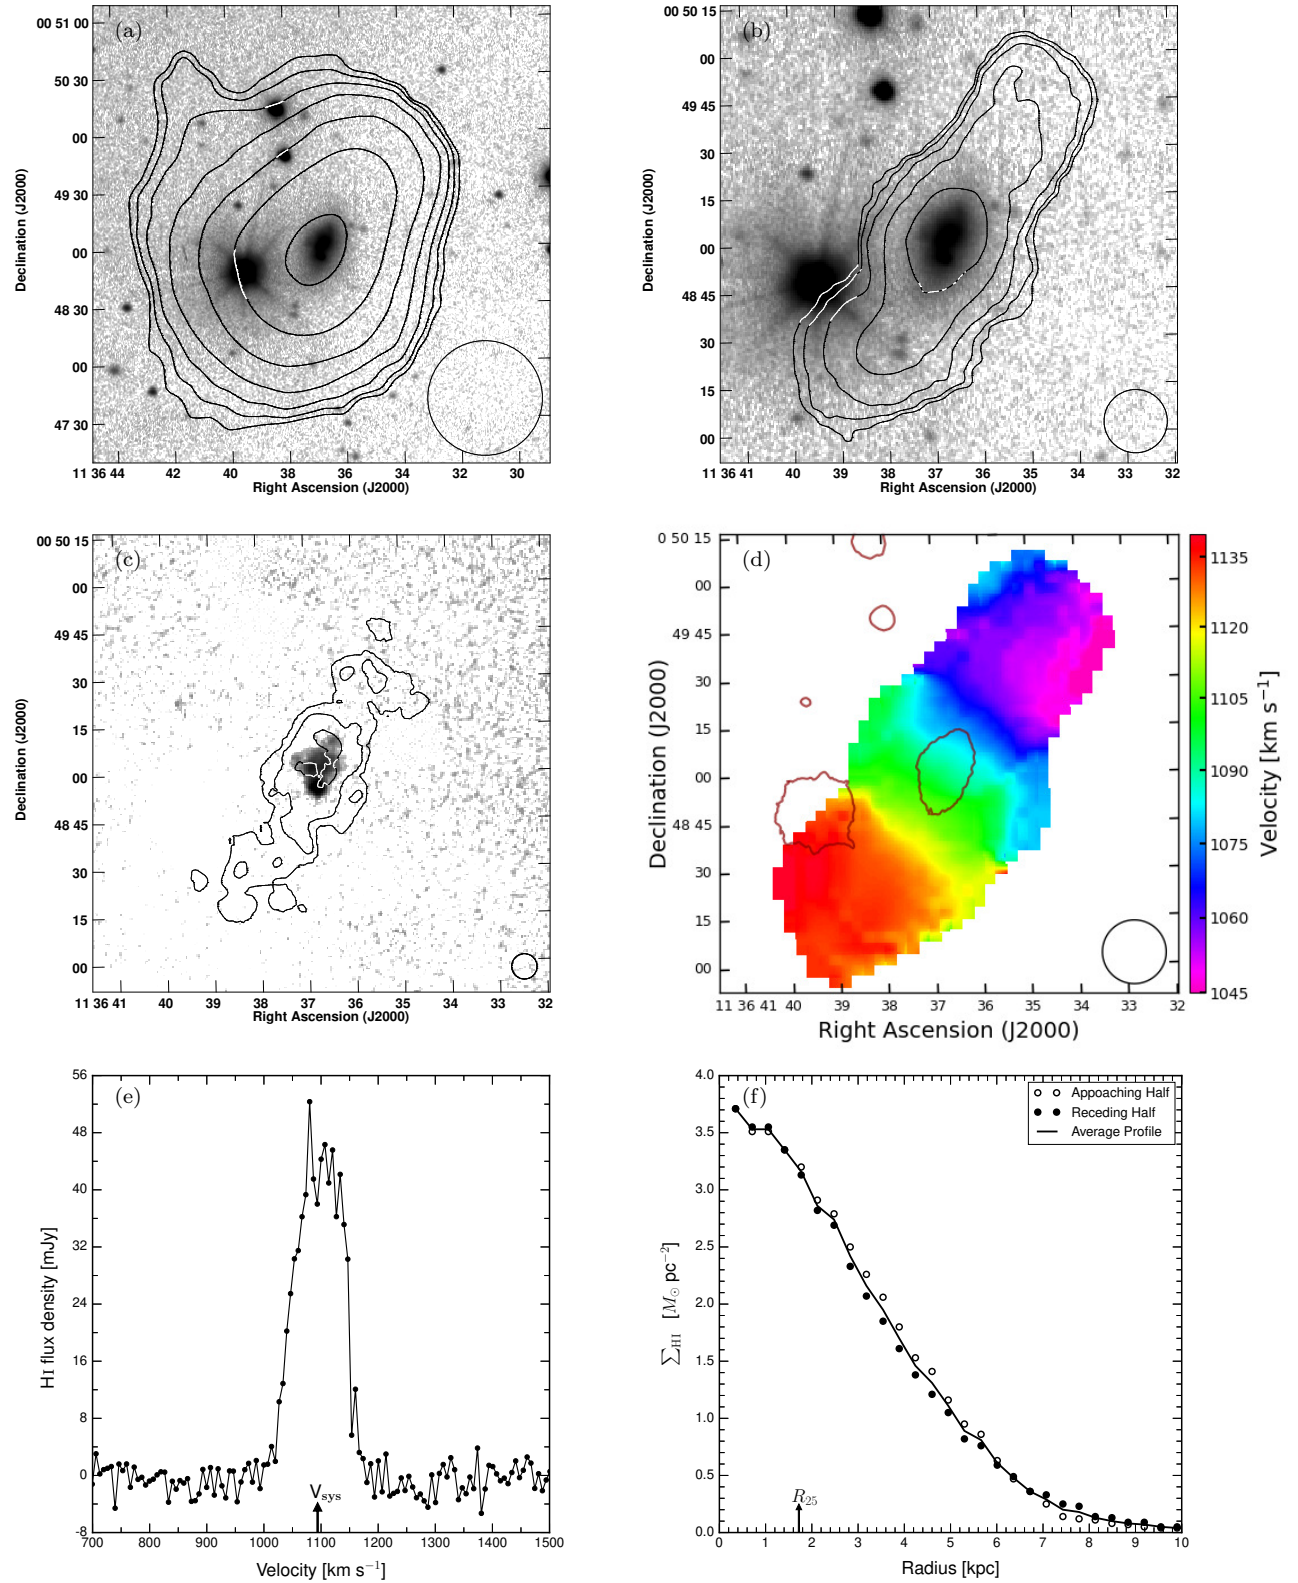 (a)
00 51 00
50 30
00
49 30
00
48 30
00
47 30
Declination (J2000)
11 36 44 42 40 38 36 34 32 30
Right Ascension (J2000)
(b)
00 50 15
00
49 45
30
15
00
48 45
30
15
00
Declination (J2000)
11 36 41 40 39 38 37 36 35 34 33 32
Right Ascension (J2000)
(c)
00 50 15
00
49 45
30
15
00
48 45
30
15
00
Declination (J2000)
11 36 41 40 39 38 37 36 35 34 33 32
Right Ascension (J2000)
(d)
0 50 15
00
49 45
30
15
00
48 45
30
15
00
Declination (J2000)
11 36 41 40 39 38 37 36 35 34 33 32
Right Ascension (J2000)
1135
1120
1105
1090
1075
1060
1045
Velocity [km s⁻¹]
(e)
56
48
40
32
24
16
8
0
-8
HI flux density [mJy]
Vsys
700 800 900 1000 1100 1200 1300 1400 1500
Velocity [km s⁻¹]
(f)
Appoaching Half
Receding Half
Average Profile
4.0
3.5
3.0
2.5
2.0
1.5
1.0
0.5
0.0
∑HI [M⊙ pc⁻²]
R25
0 1 2 3 4 5 6 7 8 9 10
Radius [kpc]